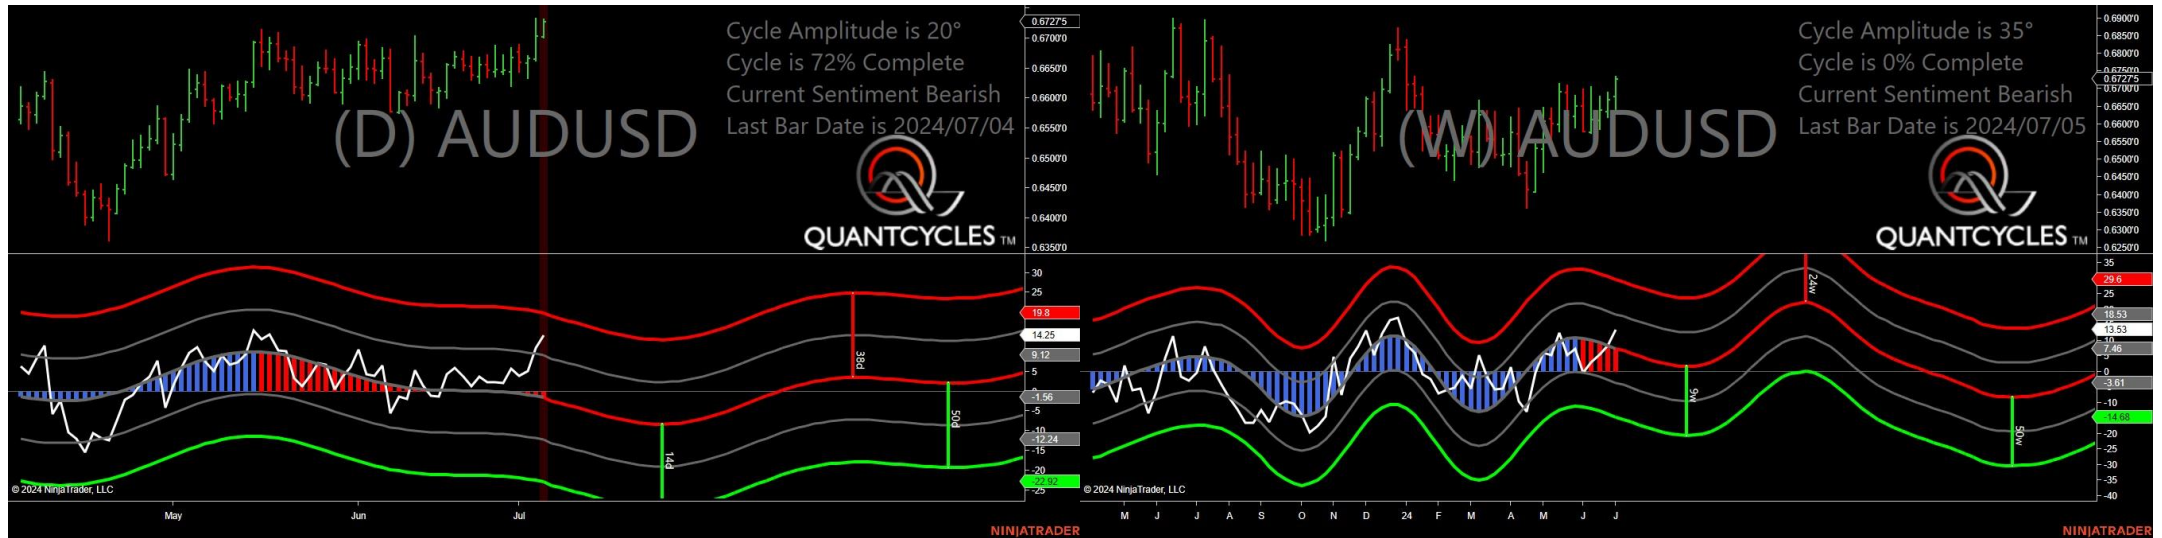 Cycle Amplitude is 20°
Cycle is 72% Complete
Current Sentiment Bearish
Last Bar Date is 2024/07/04
(D) AUDUSD
QUANTCYCLES TM
0.6727'5
0.6700'0
0.6650'0
0.6600'0
0.6550'0
0.6500'0
0.6450'0
0.6400'0
0.6350'0
30
25
19.8
14.25
9.12
5
-1.56
-5
-10
-12.24
-15
-20
-22.92
-25
38d
50d
14d
© 2024 NinjaTrader, LLC
May
Jun
Jul
NINJATRADER
Cycle Amplitude is 35°
Cycle is 0% Complete
Current Sentiment Bearish
Last Bar Date is 2024/07/05
(W) AUDUSD
QUANTCYCLES TM
0.6900'0
0.6850'0
0.6800'0
0.6750'0
0.6727'5
0.6700'0
0.6650'0
0.6600'0
0.6550'0
0.6500'0
0.6450'0
0.6400'0
0.6350'0
0.6300'0
0.6250'0
35
29.6
25
18.53
13.53
10
7.46
5
0
-3.61
-10
-14.68
-20
-25
-30
-35
-40
24w
9w
50w
© 2024 NinjaTrader, LLC
M
J
J
A
S
O
N
D
24
F
M
A
M
J
J
NINJATRADER